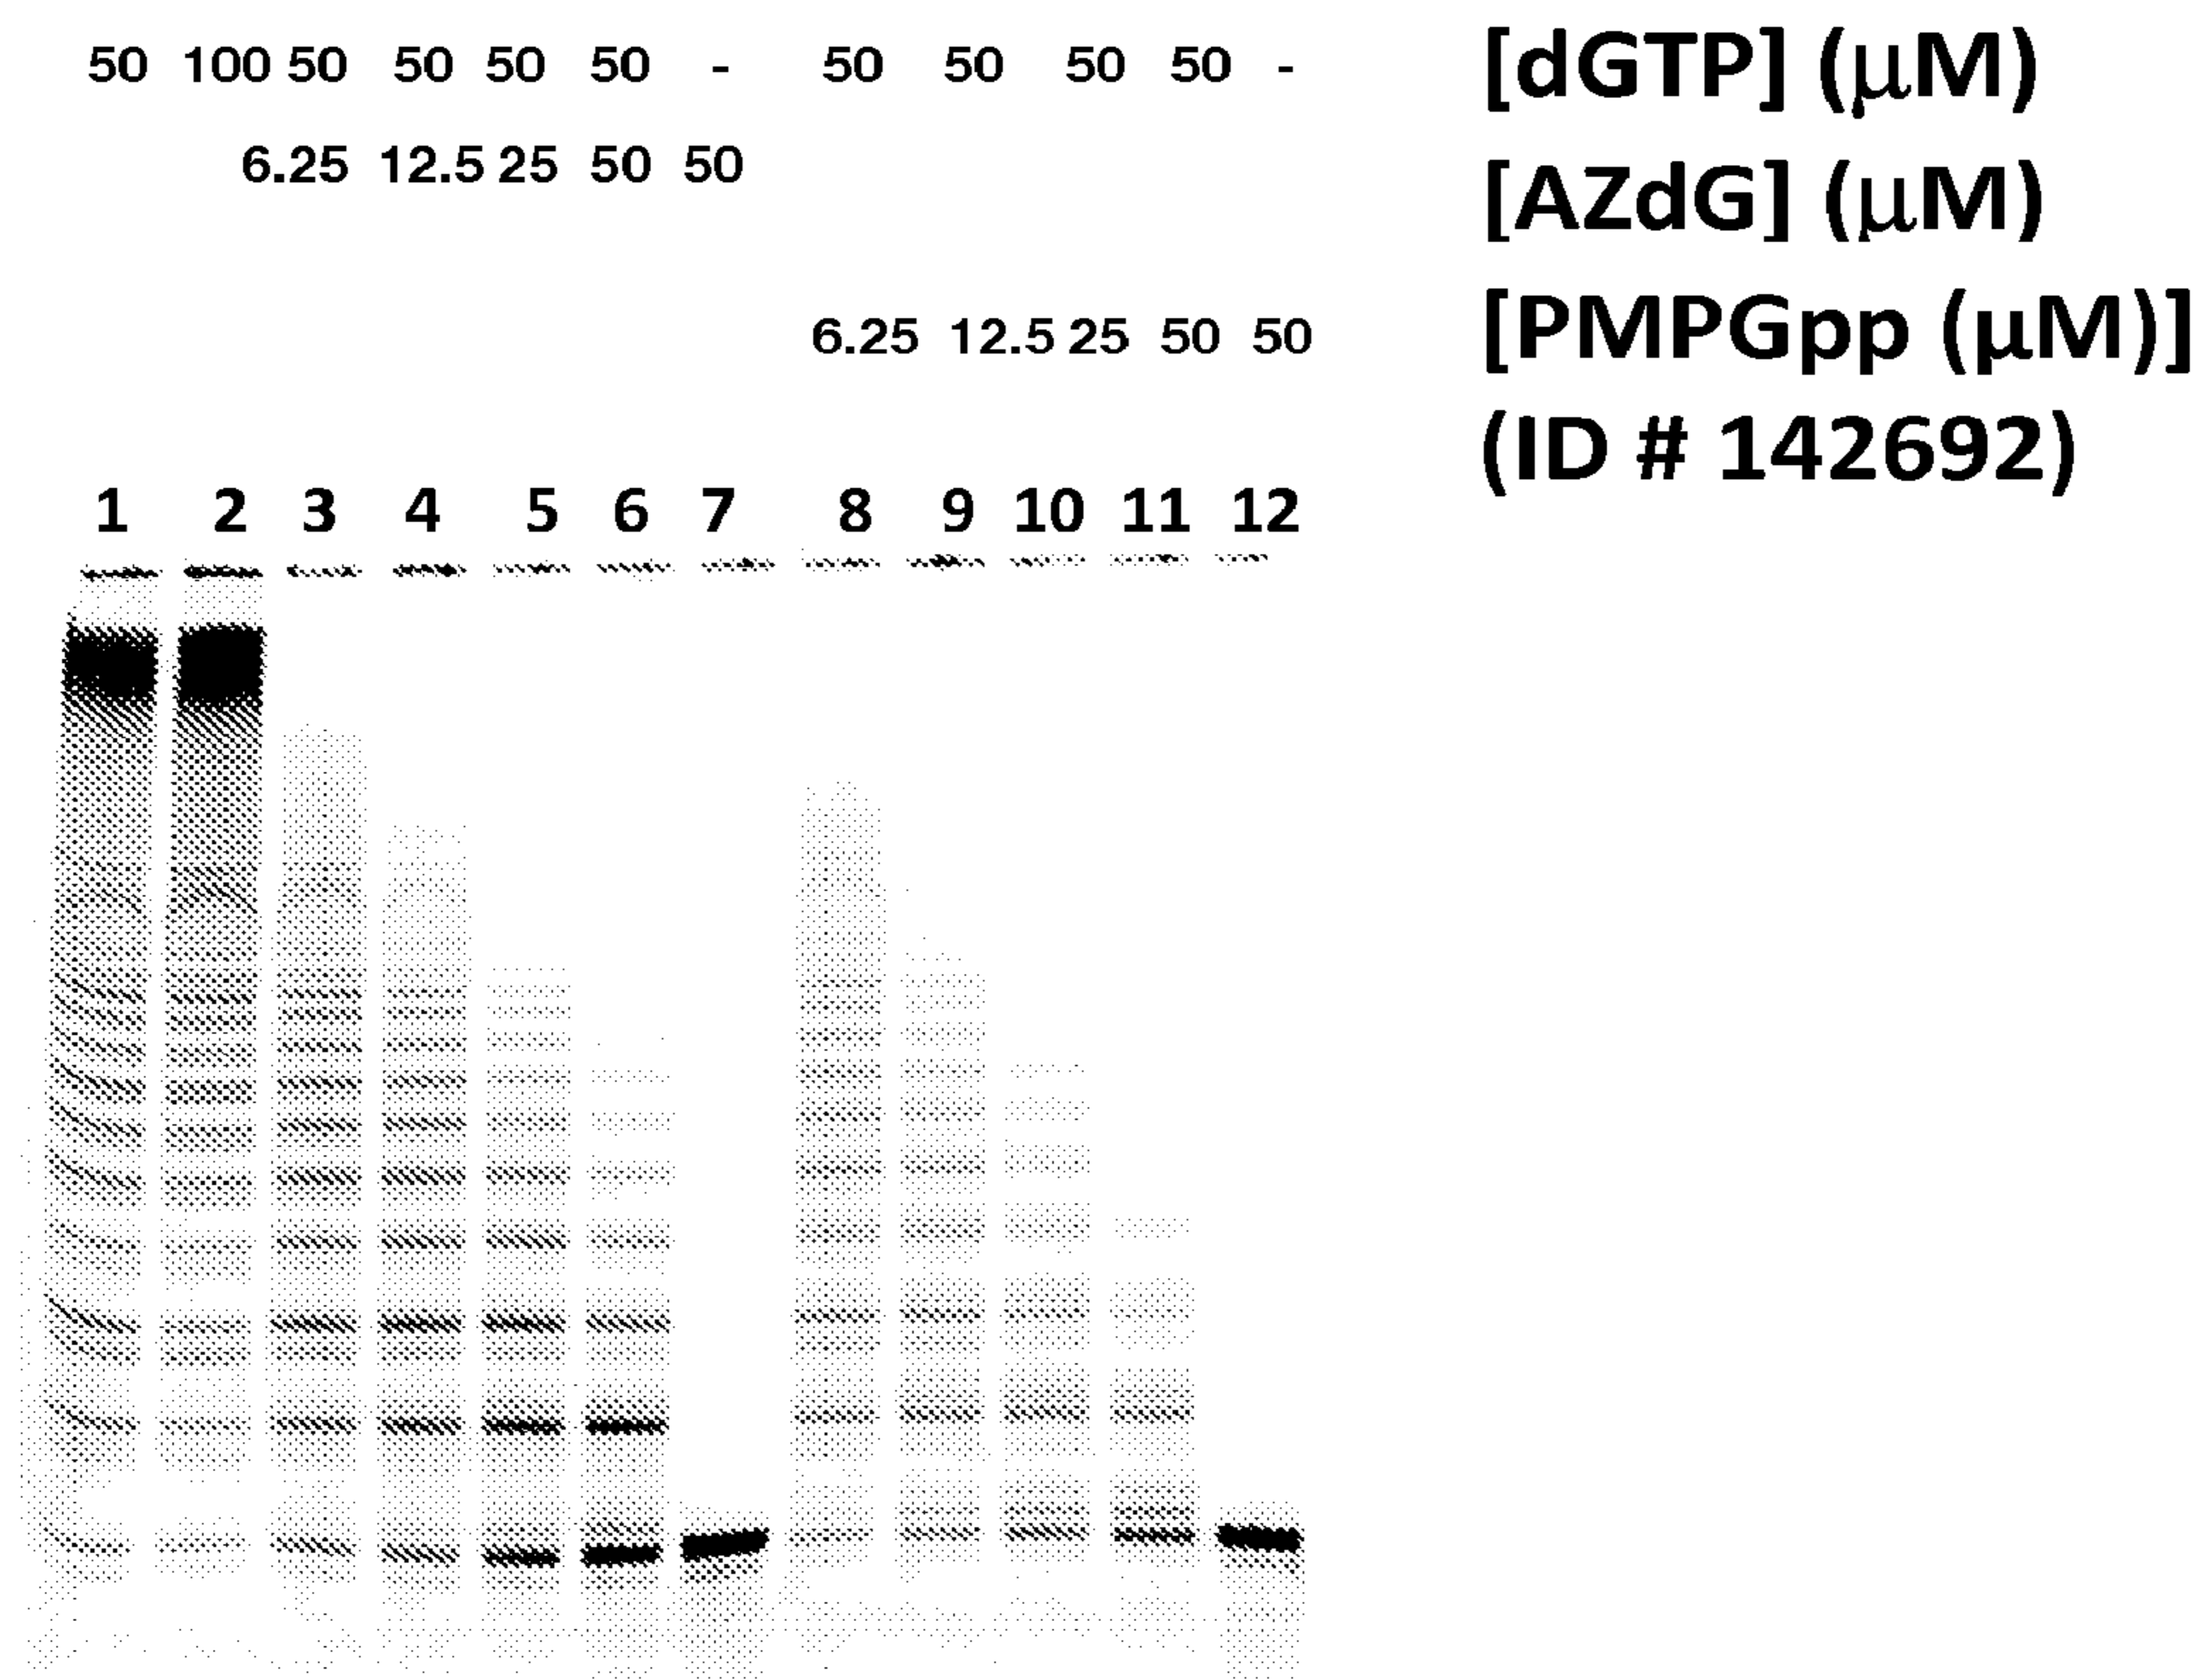 50 100 50 50 50 50 - 50 50 50 50 - [dGTP] (μM)
6.25 12.5 25 50 50 [AZdG] (μM)
6.25 12.5 25 50 50 [PMPGpp (μM)]
(ID # 142692)
1 2 3 4 5 6 7 8 9 10 11 12